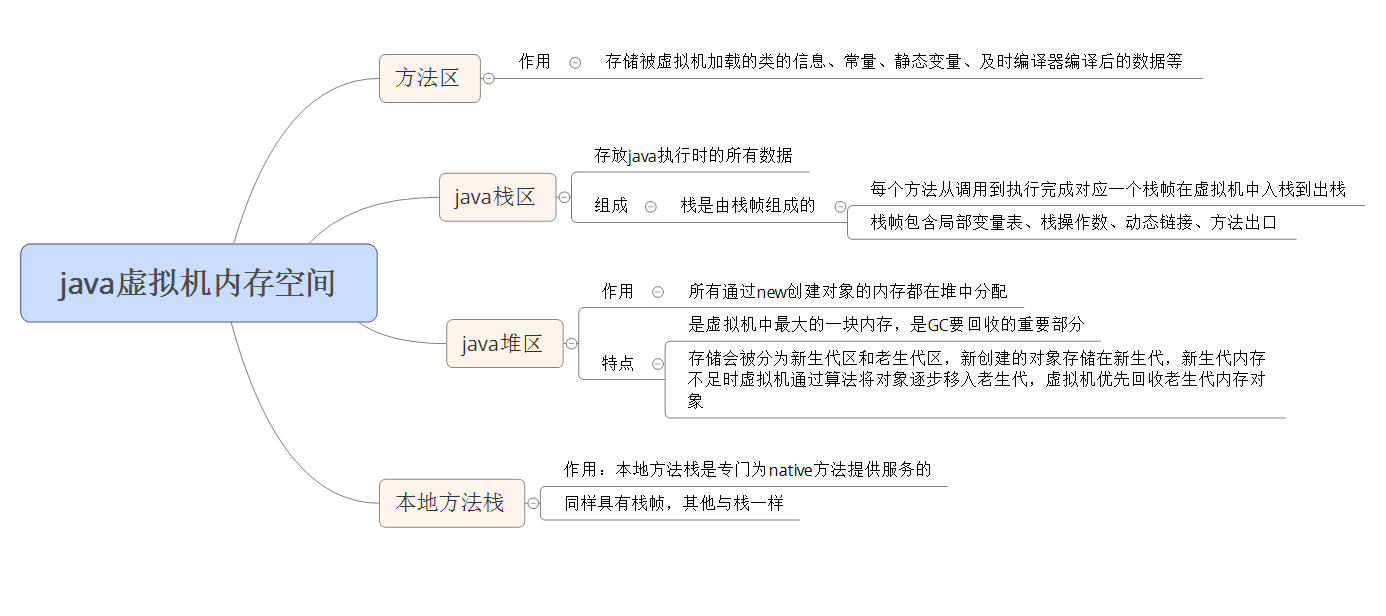 java虚拟机内存空间
方法区
作用
存储被虚拟机加载的类的信息、常量、静态变量、及时编译器编译后的数据等
java栈区
存放java执行时的所有数据
组成
栈是由栈帧组成的
每个方法从调用到执行完成对应一个栈帧在虚拟机中入栈到出栈
栈帧包含局部变量表、栈操作数、动态链接、方法出口
java堆区
作用
所有通过new创建对象的内存都在堆中分配
特点
是虚拟机中最大的一块内存，是GC要回收的重要部分
存储会被分为新生代区和老生代区，新创建的对象存储在新生代，新生代内存
不足时虚拟机通过算法将对象逐步移入老生代，虚拟机优先回收老生代内存对
象
本地方法栈
作用：本地方法栈是专门为native方法提供服务的
同样具有栈帧，其他与栈一样